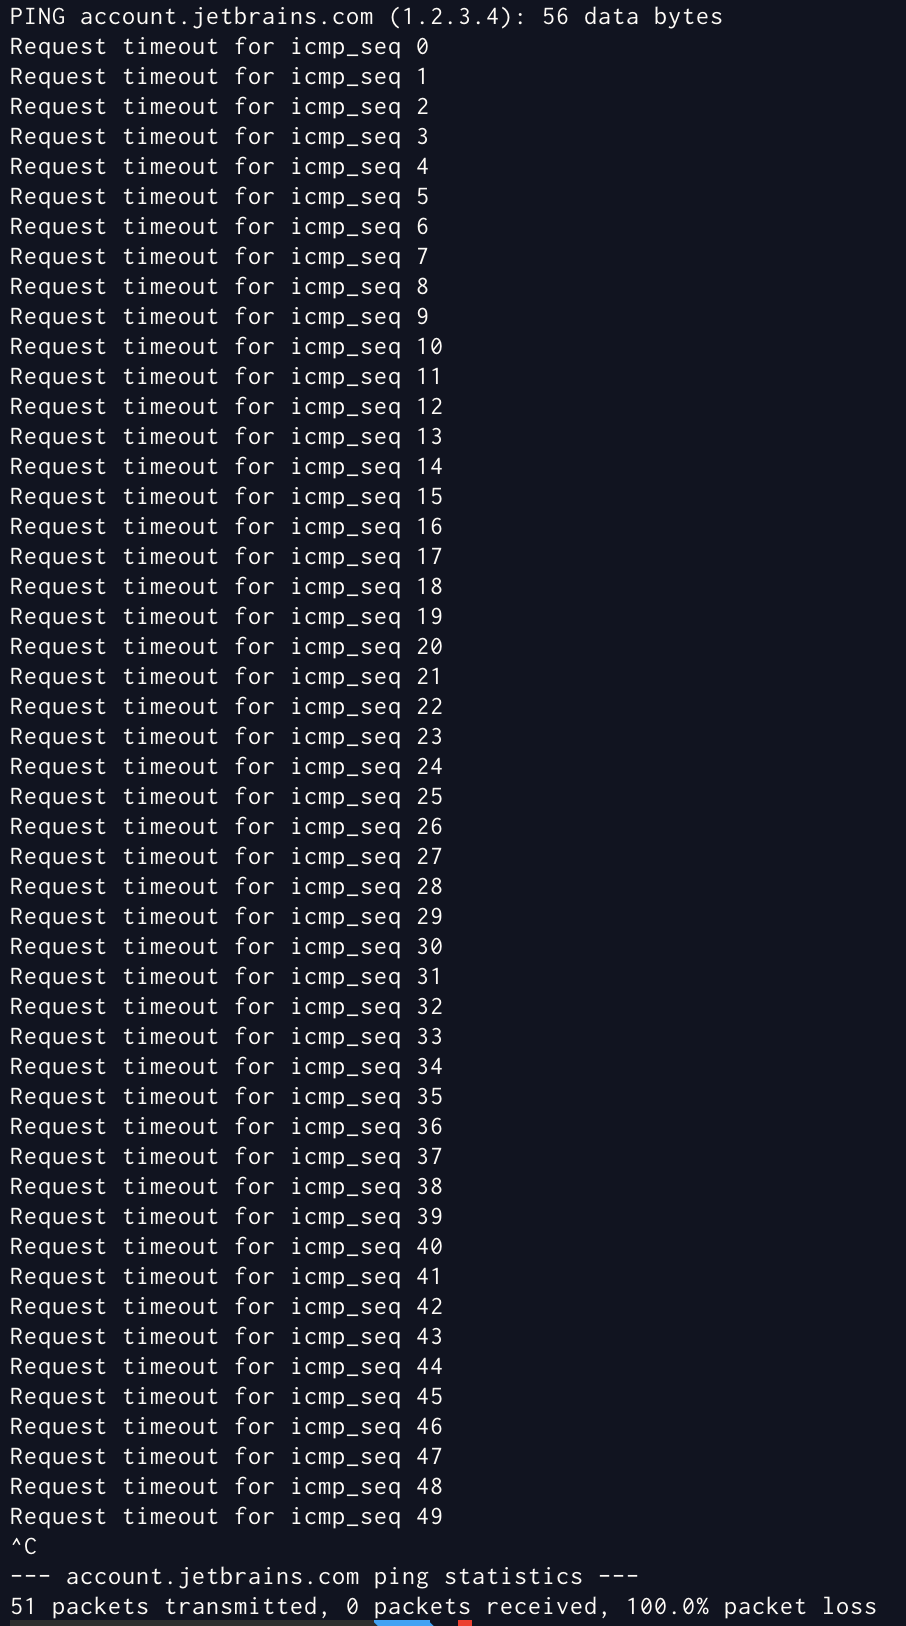 PING account.jetbrains.com (1.2.3.4): 56 data bytes
Request timeout for icmp_seq 0
Request timeout for icmp_seq 1
Request timeout for icmp_seq 2
Request timeout for icmp_seq 3
Request timeout for icmp_seq 4
Request timeout for icmp_seq 5
Request timeout for icmp_seq 6
Request timeout for icmp_seq 7
Request timeout for icmp_seq 8
Request timeout for icmp_seq 9
Request timeout for icmp_seq 10
Request timeout for icmp_seq 11
Request timeout for icmp_seq 12
Request timeout for icmp_seq 13
Request timeout for icmp_seq 14
Request timeout for icmp_seq 15
Request timeout for icmp_seq 16
Request timeout for icmp_seq 17
Request timeout for icmp_seq 18
Request timeout for icmp_seq 19
Request timeout for icmp_seq 20
Request timeout for icmp_seq 21
Request timeout for icmp_seq 22
Request timeout for icmp_seq 23
Request timeout for icmp_seq 24
Request timeout for icmp_seq 25
Request timeout for icmp_seq 26
Request timeout for icmp_seq 27
Request timeout for icmp_seq 28
Request timeout for icmp_seq 29
Request timeout for icmp_seq 30
Request timeout for icmp_seq 31
Request timeout for icmp_seq 32
Request timeout for icmp_seq 33
Request timeout for icmp_seq 34
Request timeout for icmp_seq 35
Request timeout for icmp_seq 36
Request timeout for icmp_seq 37
Request timeout for icmp_seq 38
Request timeout for icmp_seq 39
Request timeout for icmp_seq 40
Request timeout for icmp_seq 41
Request timeout for icmp_seq 42
Request timeout for icmp_seq 43
Request timeout for icmp_seq 44
Request timeout for icmp_seq 45
Request timeout for icmp_seq 46
Request timeout for icmp_seq 47
Request timeout for icmp_seq 48
Request timeout for icmp_seq 49
^C
--- account.jetbrains.com ping statistics ---
51 packets transmitted, 0 packets received, 100.0% packet loss